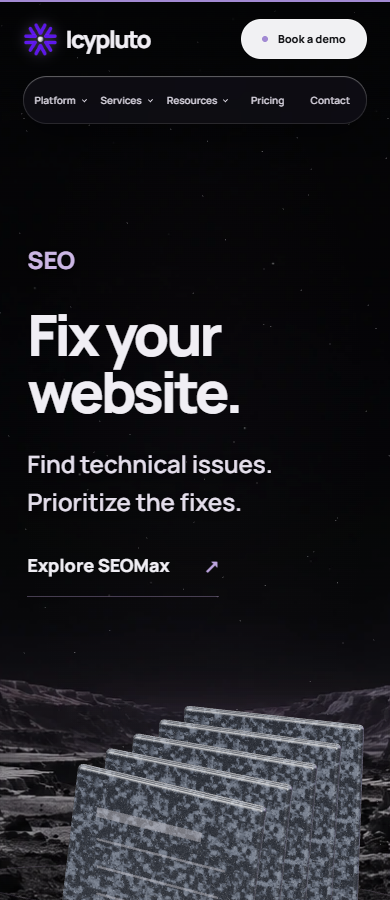 Icypluto
Book a demo
Platform
Services
Resources
Pricing
Contact
SEO
Fix your
website.
Find technical issues.
Prioritize the fixes.
Explore SEOMax ↗